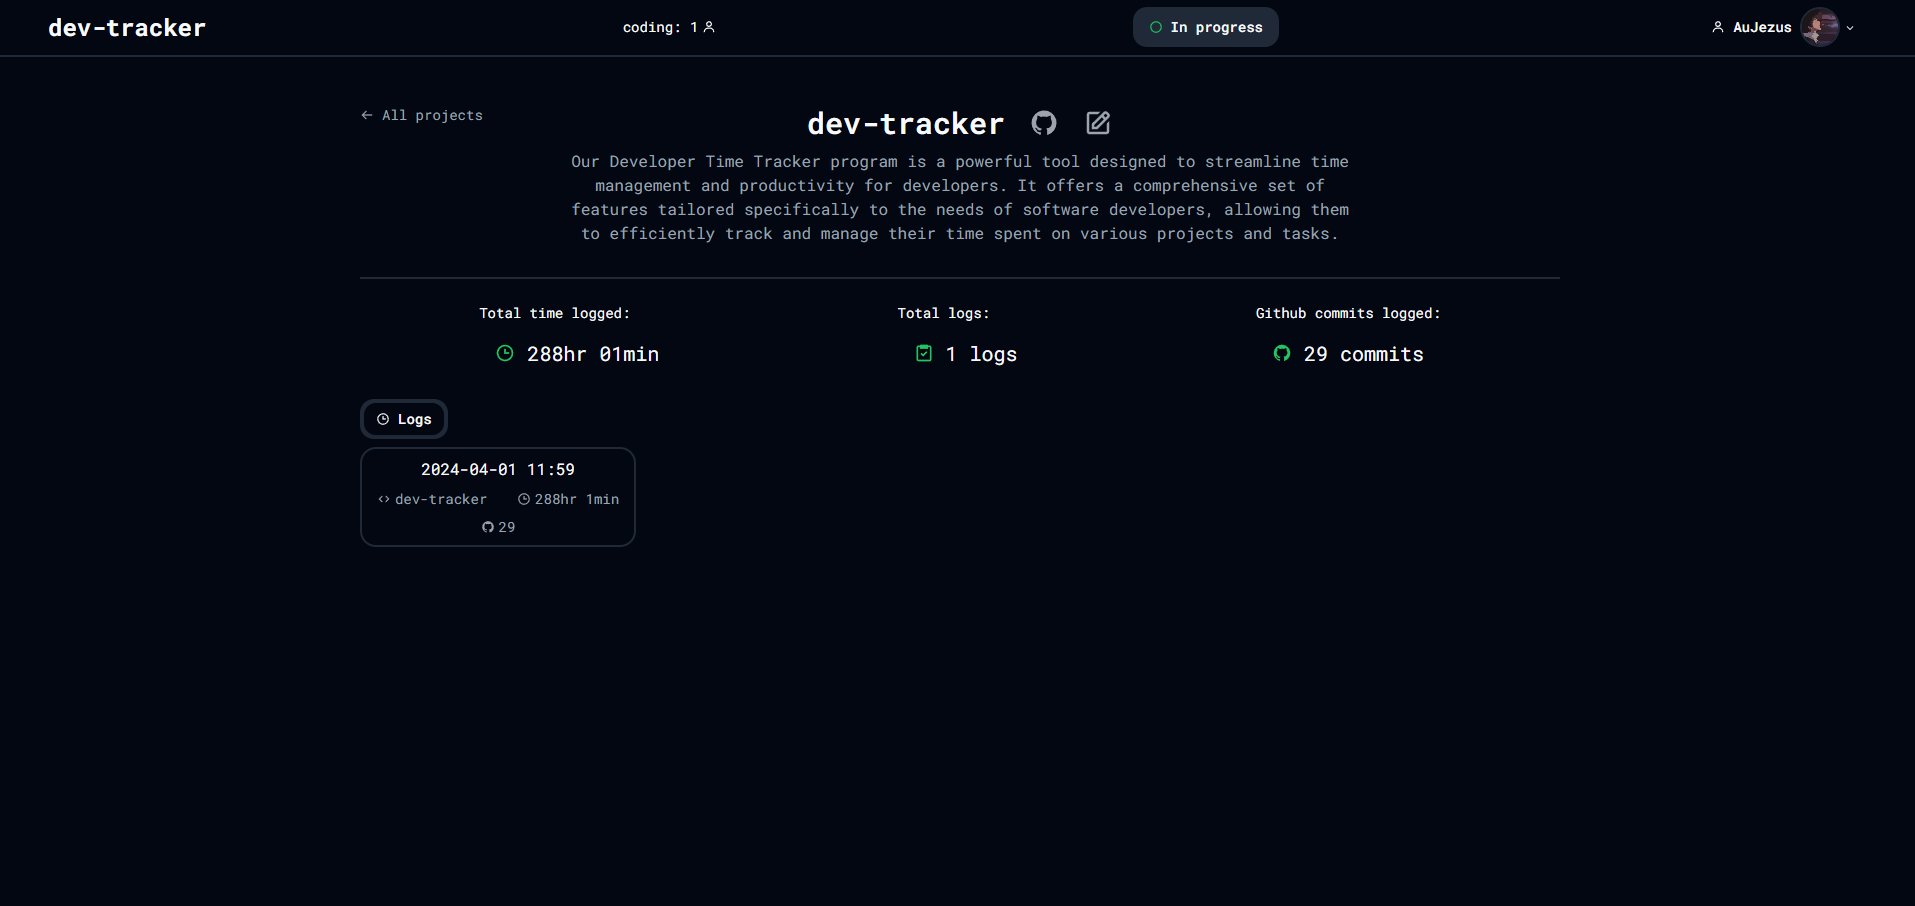 dev-tracker
coding: 1
In progress
AuJezus
← All projects
dev-tracker
Our Developer Time Tracker program is a powerful tool designed to streamline time
management and productivity for developers. It offers a comprehensive set of
features tailored specifically to the needs of software developers, allowing them
to efficiently track and manage their time spent on various projects and tasks.
Total time logged:
288hr 01min
Total logs:
1 logs
Github commits logged:
29 commits
Logs
2024-04-01 11:59
dev-tracker
288hr 1min
29